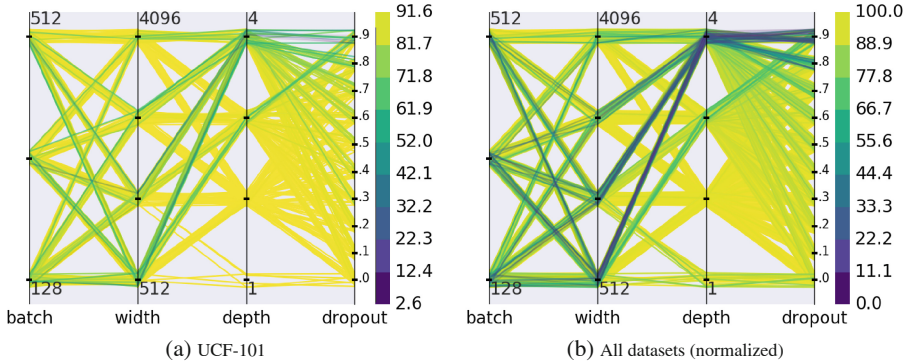 512 4096 4 91.6
.9 81.7
.8 71.8
.7 61.9
.6 52.0
.5
.4 42.1
.3 32.2
.2 22.3
.1 12.4
.0
128 512 1 2.6
batch width depth dropout
(a) UCF-101
512 4096 4 100.0
.9 88.9
.8 77.8
.7 66.7
.6 55.6
.5
.4 44.4
.3 33.3
.2 22.2
.1 11.1
.0
128 512 1 0.0
batch width depth dropout
(b) All datasets (normalized)